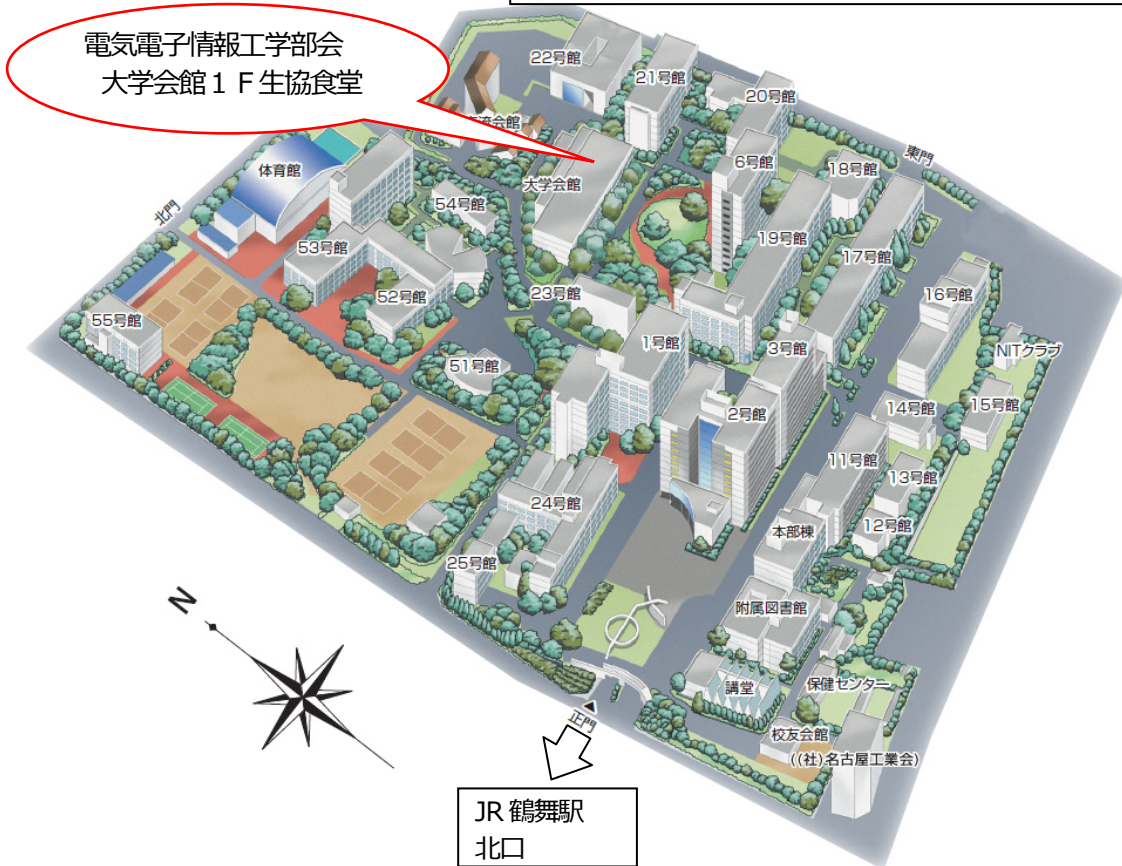 電気電子情報工学部会
大学会館１Ｆ生協食堂
22号館
21号館
20号館
流会館
体育館
大学会館
6号館
東門
18号館
北門
54号館
19号館
17号館
53号館
52号館
23号館
16号館
55号館
1号館
3号館
NITクラブ
51号館
2号館
14号館
15号館
11号館
13号館
24号館
本部棟
12号館
25号館
附属図書館
N
講堂
保健センター
正門
校友会館
((社)名古屋工業会)
JR 鶴舞駅
北口